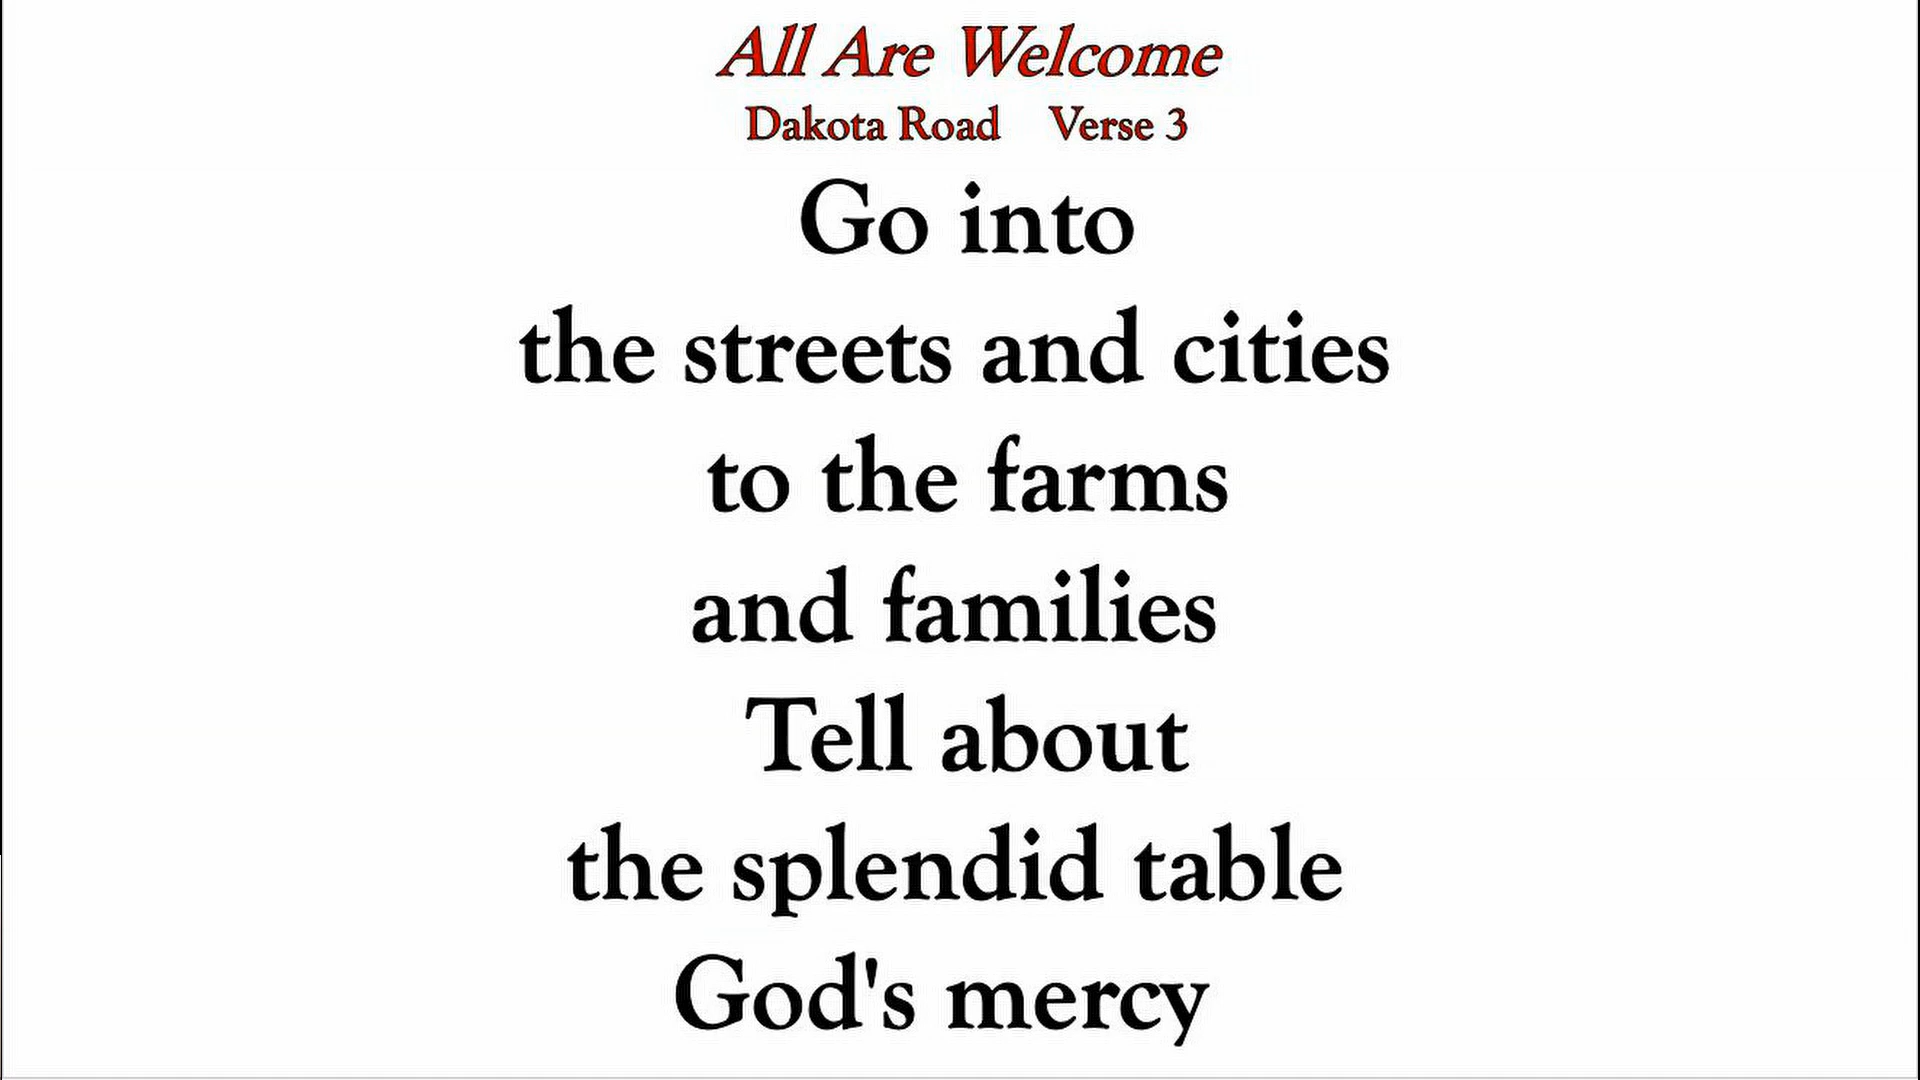 All Are Welcome
Dakota Road Verse 3
Go into
the streets and cities
to the farms
and families
Tell about
the splendid table
God's mercy